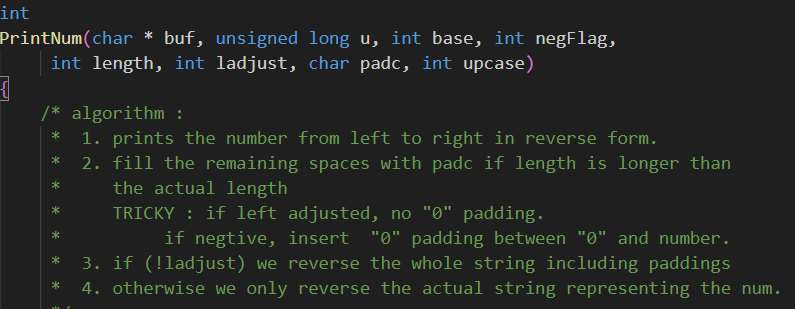 int
PrintNum(char * buf, unsigned long u, int base, int negFlag,
int length, int ladjust, char padc, int upcase)
{
/* algorithm :
*  1. prints the number from left to right in reverse form.
*  2. fill the remaining spaces with padc if length is longer than
*     the actual length
*     TRICKY : if left adjusted, no "0" padding.
*          if negtive, insert  "0" padding between "0" and number.
*  3. if (!ladjust) we reverse the whole string including paddings
*  4. otherwise we only reverse the actual string representing the num.